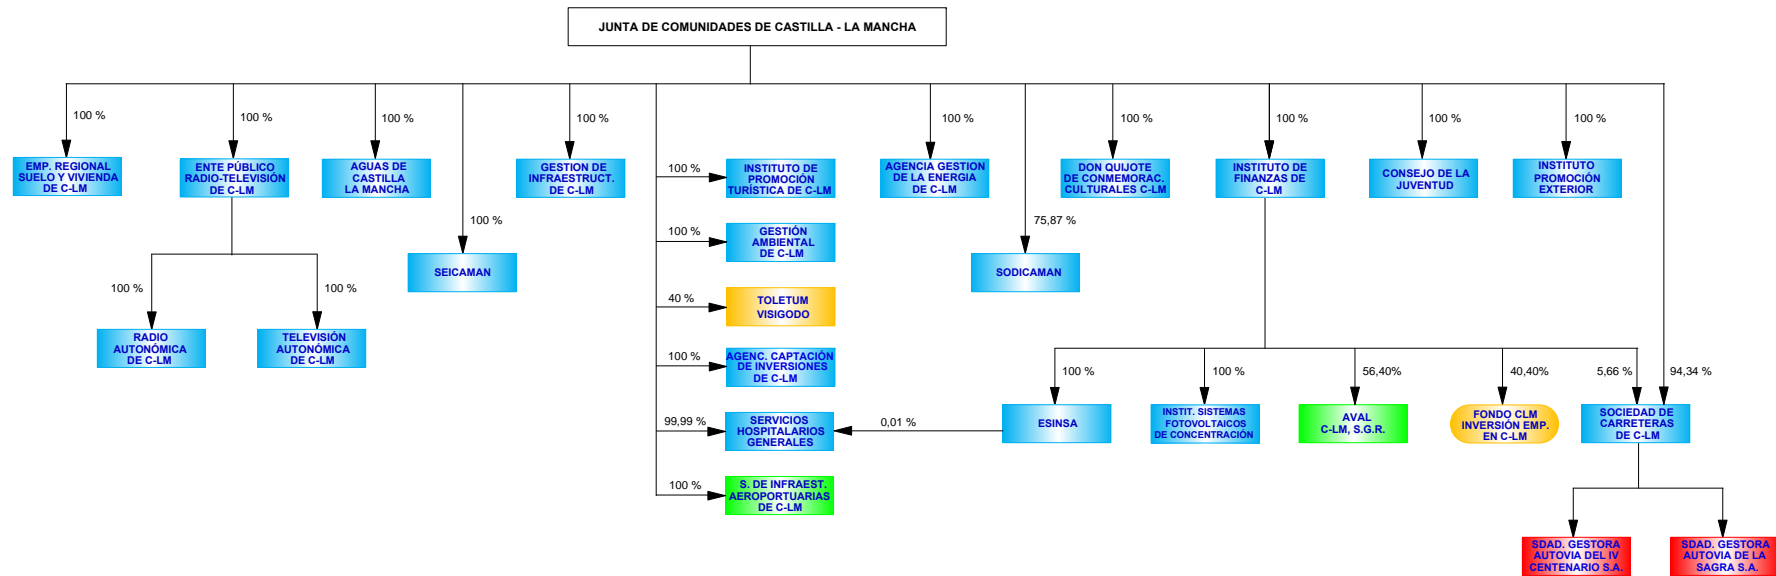 JUNTA DE COMUNIDADES DE CASTILLA - LA MANCHA
100 %
100 %
100 %
100 %
100 %
100 %
100 %
100 %
100 %
EMP. REGIONAL
SUELO Y VIVIENDA
DE C-LM
ENTE PÚBLICO
RADIO-TELEVISIÓN
DE C-LM
AGUAS DE
CASTILLA
LA MANCHA
GESTION DE
INFRAESTRUCT.
DE C-LM
100 %
INSTITUTO DE
PROMOCIÓN
TURÍSTICA DE C-LM
AGENCIA GESTION
DE LA ENERGIA
DE C-LM
DON QUIJOTE
DE CONMEMORAC.
CULTURALES C-LM
INSTITUTO DE
FINANZAS DE
C-LM
CONSEJO DE LA
JUVENTUD
INSTITUTO
PROMOCIÓN
EXTERIOR
100 %
75,87 %
100 %
GESTIÓN
AMBIENTAL
DE C-LM
SEICAMAN
SODICAMAN
100 %
100 %
40 %
TOLETUM
VISIGODO
RADIO
AUTONÓMICA
DE C-LM
TELEVISIÓN
AUTONÓMICA
DE C-LM
100 %
AGENC. CAPTACIÓN
DE INVERSIONES
DE C-LM
100 %
100 %
56,40%
40,40%
5,66 %
94,34 %
99,99 %
SERVICIOS
HOSPITALARIOS
GENERALES
0,01 %
ESINSA
INSTIT. SISTEMAS
FOTOVOLTAICOS
DE CONCENTRACIÓN
AVAL
C-LM, S.G.R.
FONDO CLM
INVERSIÓN EMP.
EN C-LM
SOCIEDAD DE
CARRETERAS
DE C-LM
100 %
S. DE INFRAEST.
AEROPORTUARIAS
DE C-LM
SDAD. GESTORA
AUTOVIA DEL IV
CENTENARIO S.A.
SDAD. GESTORA
AUTOVIA DE LA
SAGRA S.A.